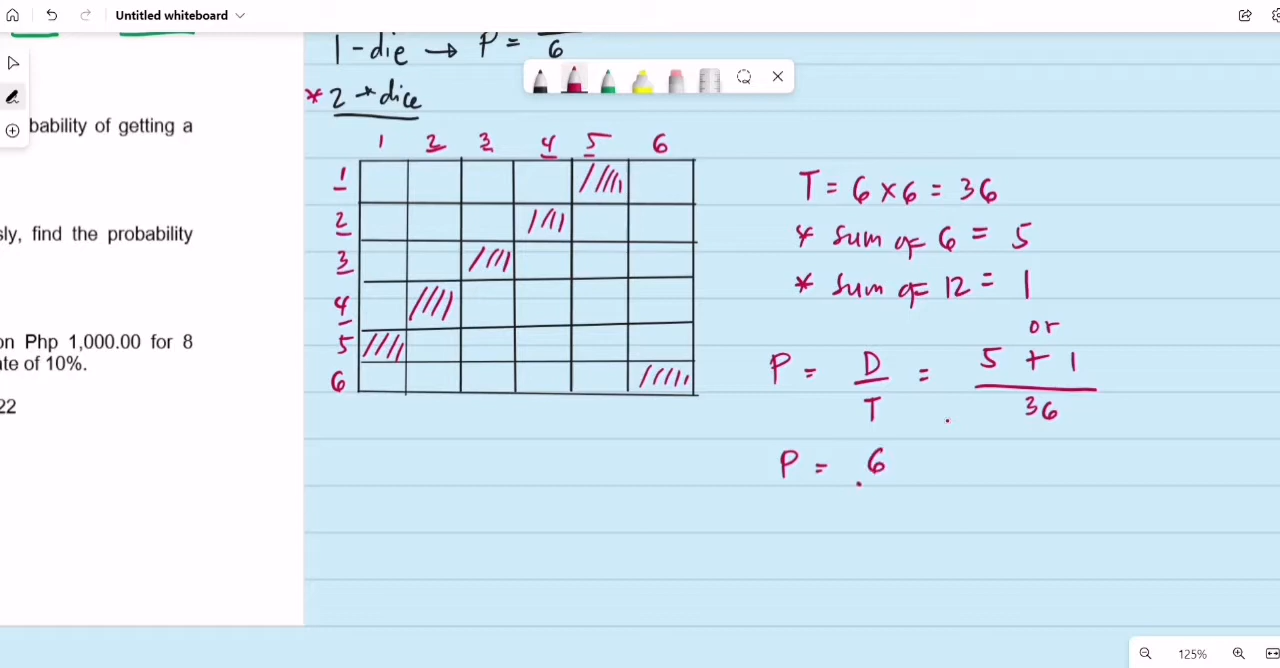 Untitled whiteboard
1 - die → P = 6
* 2 → dice
bability of getting a
sly, find the probability
on Php 1,000.00 for 8
ate of 10%.
22
1 2 3 4 5 6
1
2
3
4
5
6
T = 6 × 6 = 36
* sum of 6 = 5
* sum of 12 = 1
or
P = D/T = 5 + 1/36
P = 6
125%